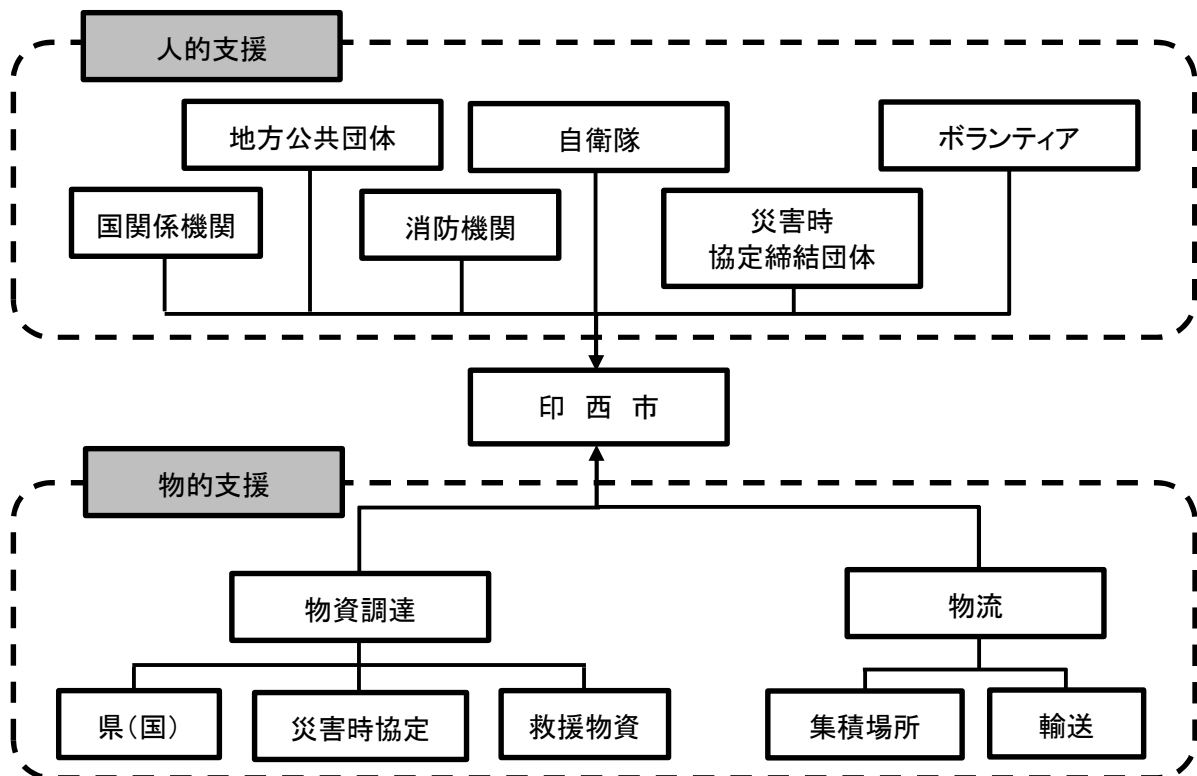 人的支援
地方公共団体
自衛隊
ボランティア
国関係機関
消防機関
災害時
協定締結団体
印 西 市
物的支援
物資調達
物流
県(国)
災害時協定
救援物資
集積場所
輸送